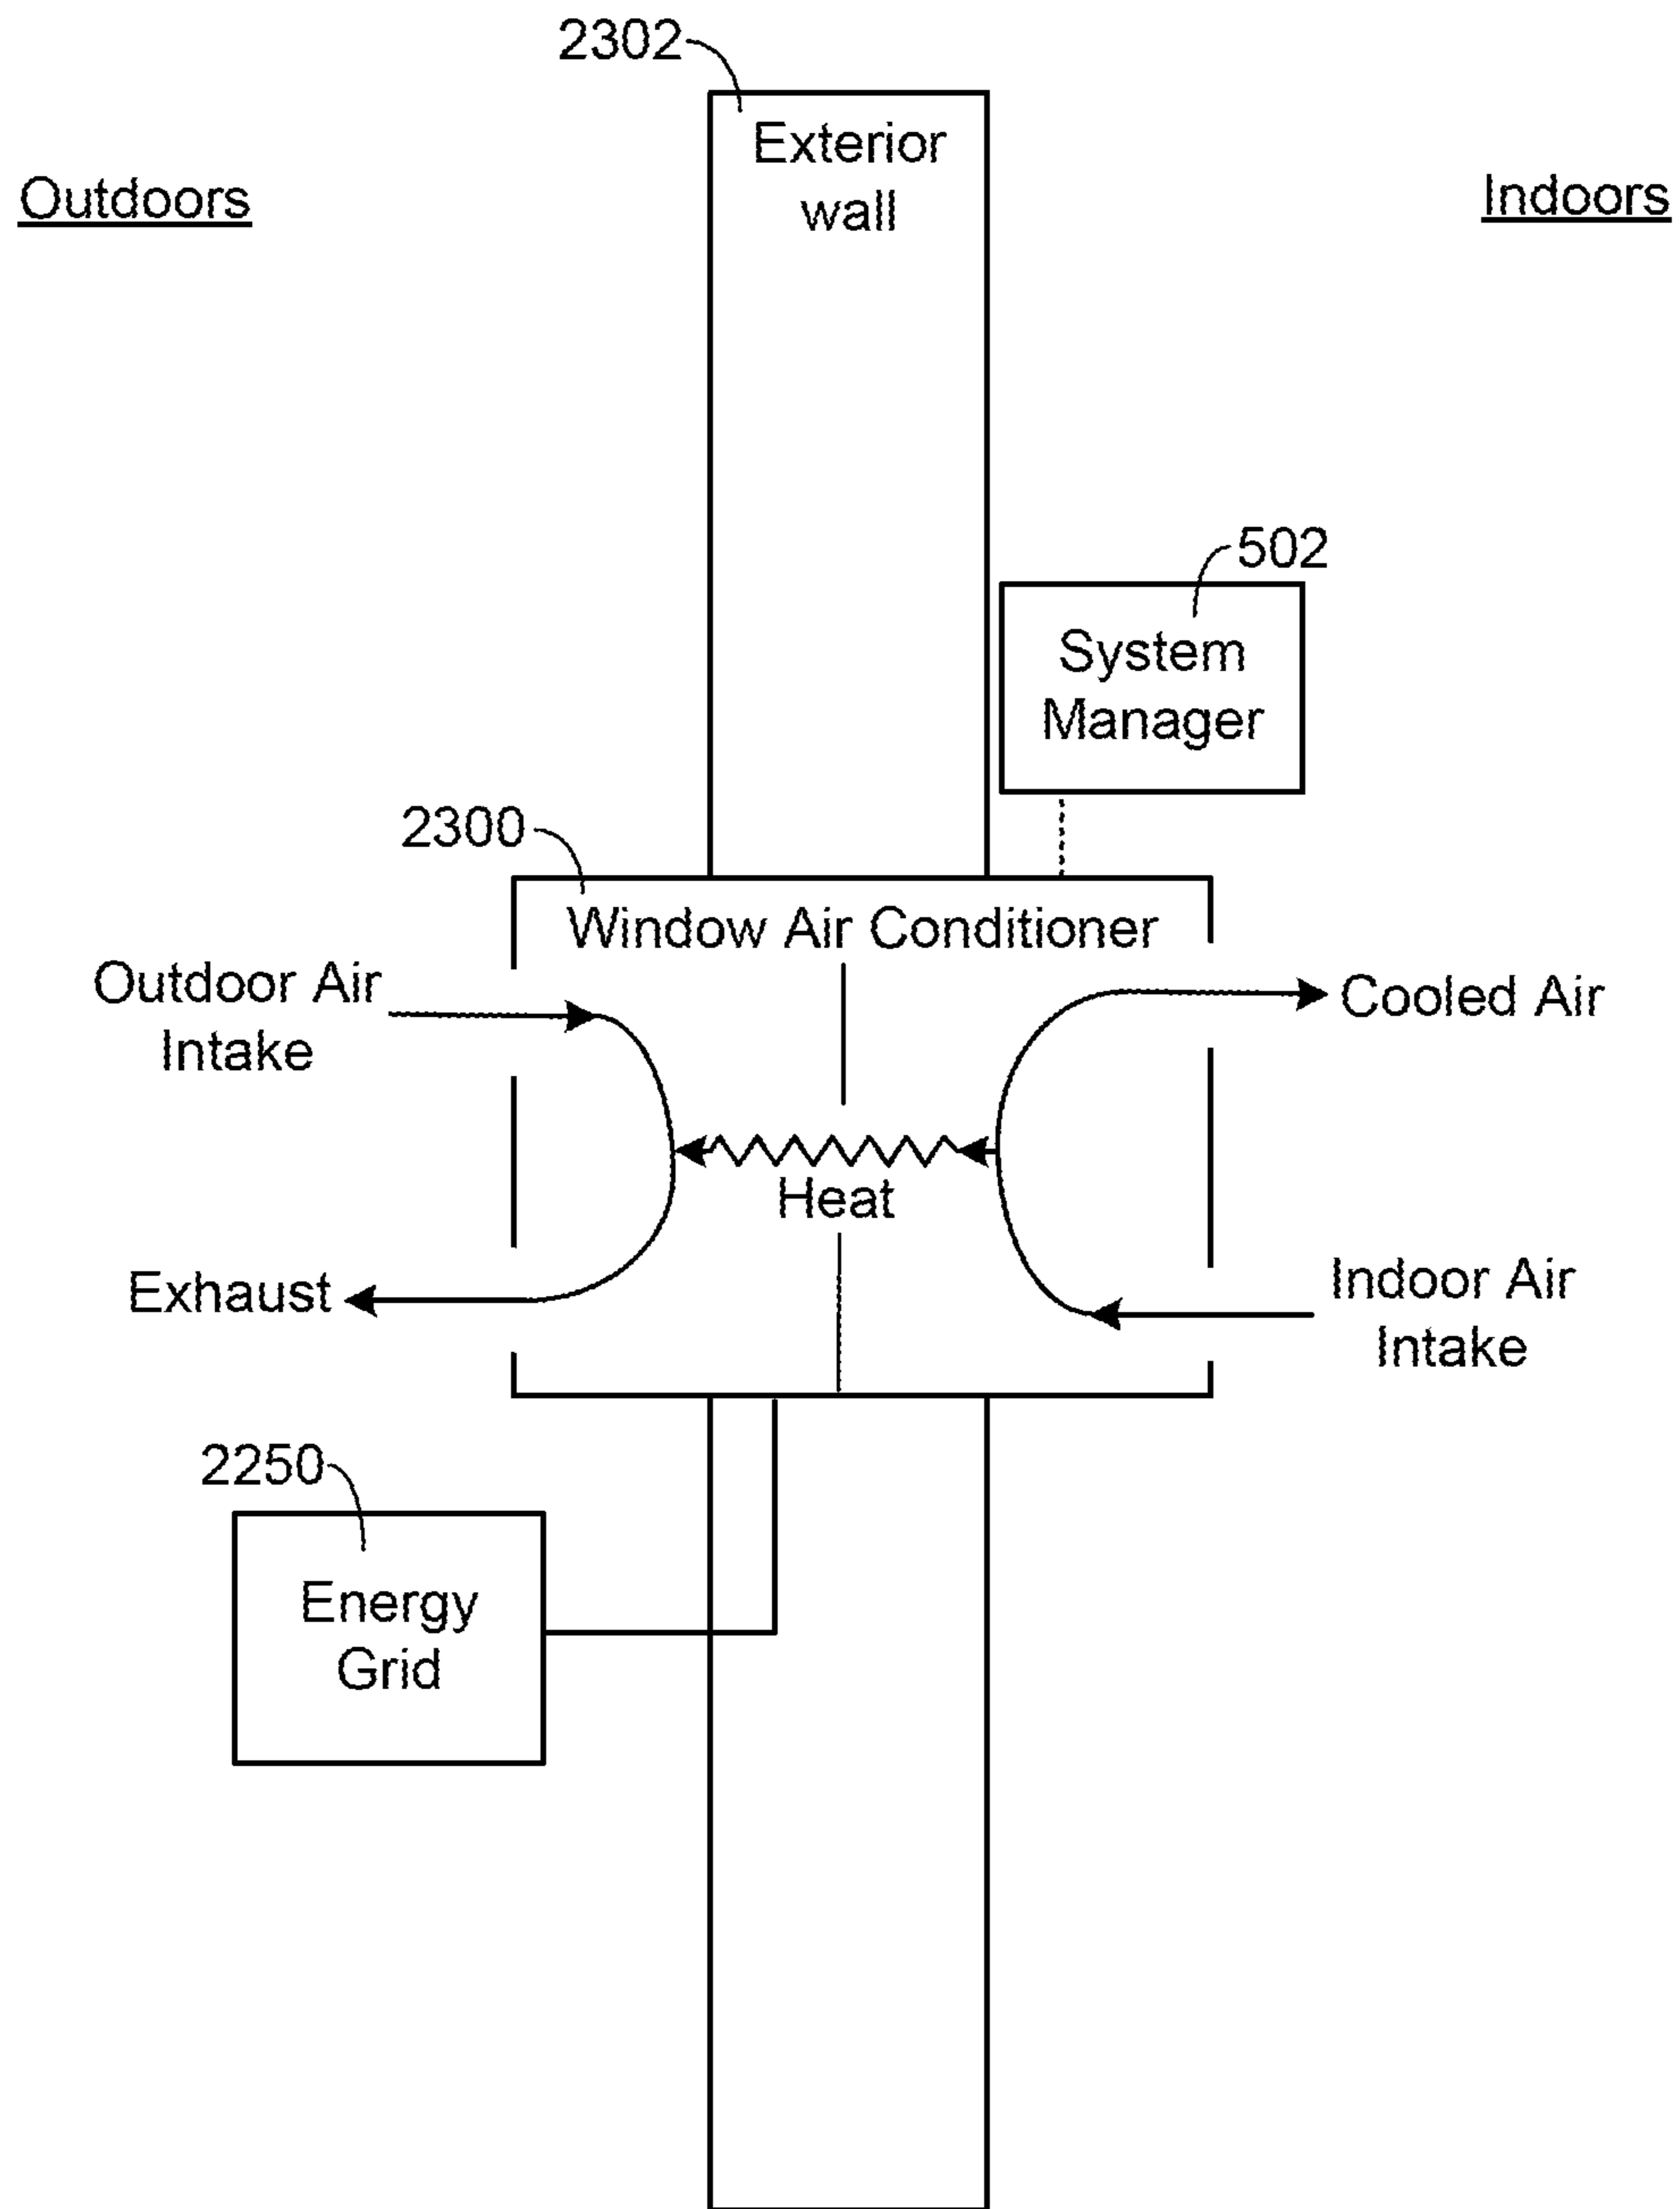 2302
Exterior
wall
Outdoors
Indoors
502
System
Manager
2300
Window Air Conditioner
Outdoor Air
Intake
Cooled Air
Heat
Exhaust
Indoor Air
Intake
2250
Energy
Grid